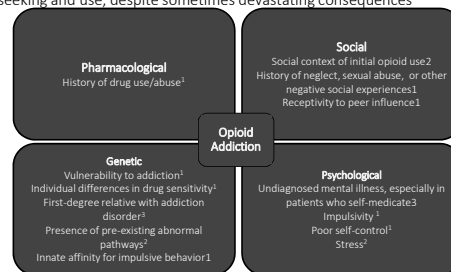 seeking and use, despite sometimes devastating consequences
Pharmacological
History of drug use/abuse¹
Social
Social context of initial opioid use2
History of neglect, sexual abuse, or other
negative social experiences1
Receptivity to peer influence1
Opioid
Addiction
Genetic
Vulnerability to addiction¹
Individual differences in drug sensitivity¹
First-degree relative with addiction
disorder³
Presence of pre-existing abnormal
pathways²
Innate affinity for impulsive behavior1
Psychological
Undiagnosed mental illness, especially in
patients who self-medicate3
Impulsivity ¹
Poor self-control¹
Stress²